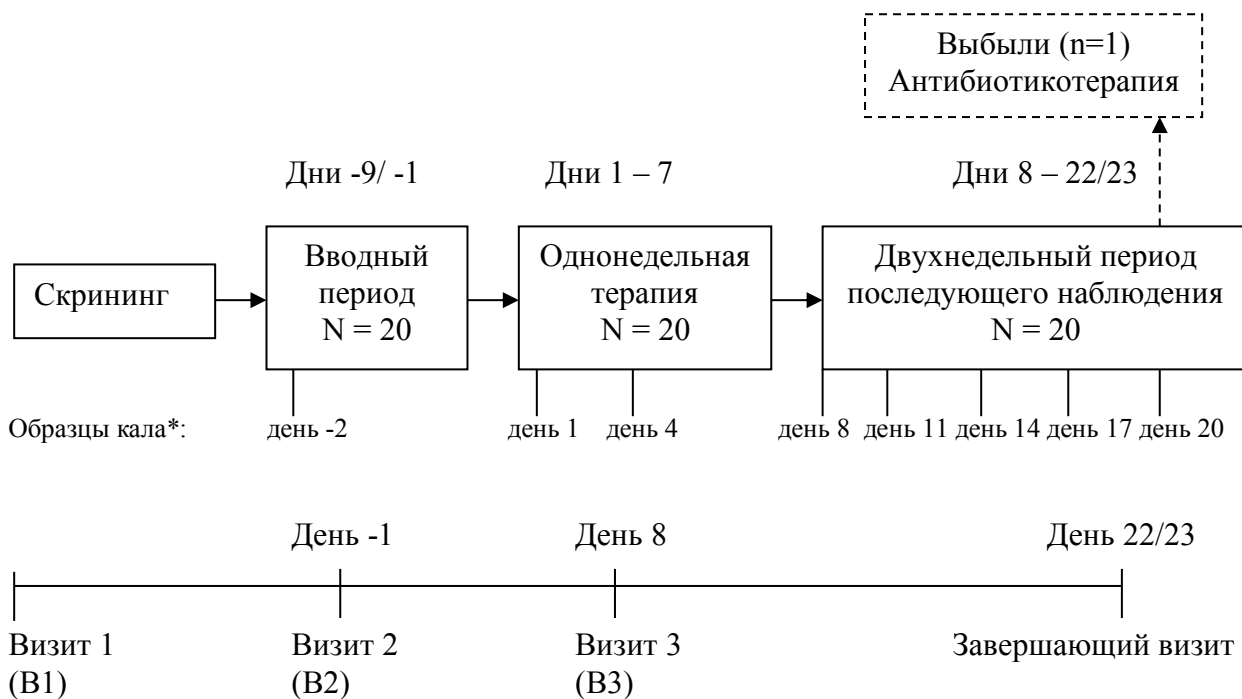 Выбыли (n=1)
Антибиотикотерапия
Дни -9/ -1
Дни 1 – 7
Дни 8 – 22/23
Скрининг
Вводный
период
N = 20
Однонедельная
терапия
N = 20
Двухнедельный период
последующего наблюдения
N = 20
Образцы кала*:
день -2
день 1
день 4
день 8
день 11
день 14
день 17
день 20
День -1
День 8
День 22/23
Визит 1
(В1)
Визит 2
(В2)
Визит 3
(В3)
Завершающий визит